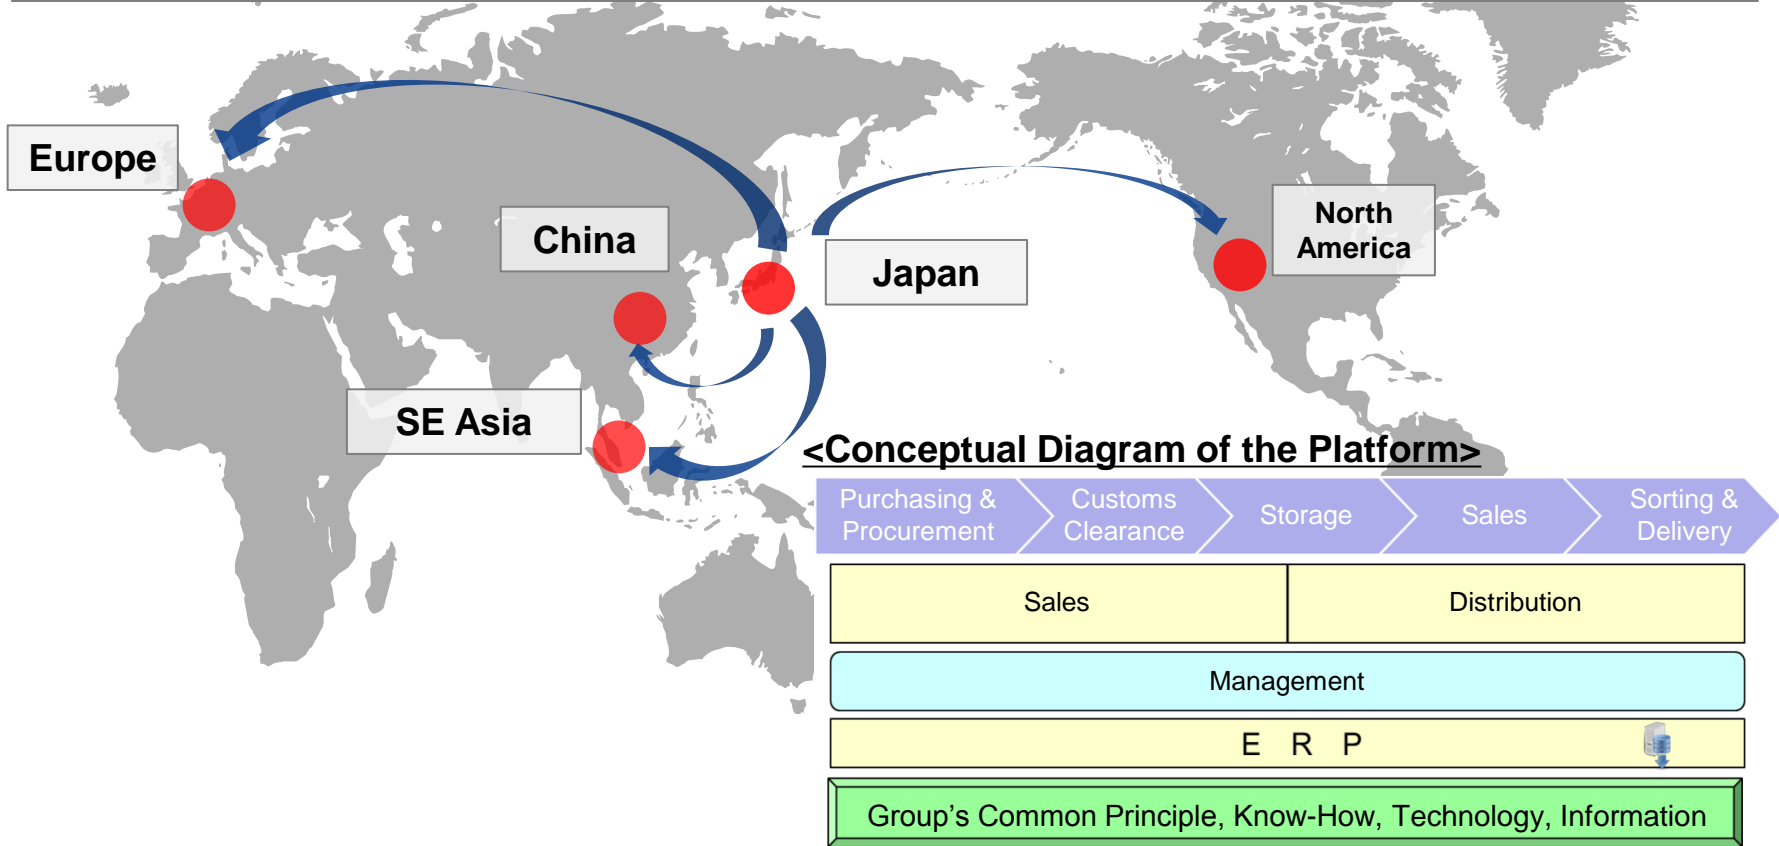 Europe
China
Japan
North
America
SE Asia
<Conceptual Diagram of the Platform>
Purchasing &
Procurement
Customs
Clearance
Storage
Sales
Sorting &
Delivery
Sales
Distribution
Management
E R P
Group's Common Principle, Know-How, Technology, Information